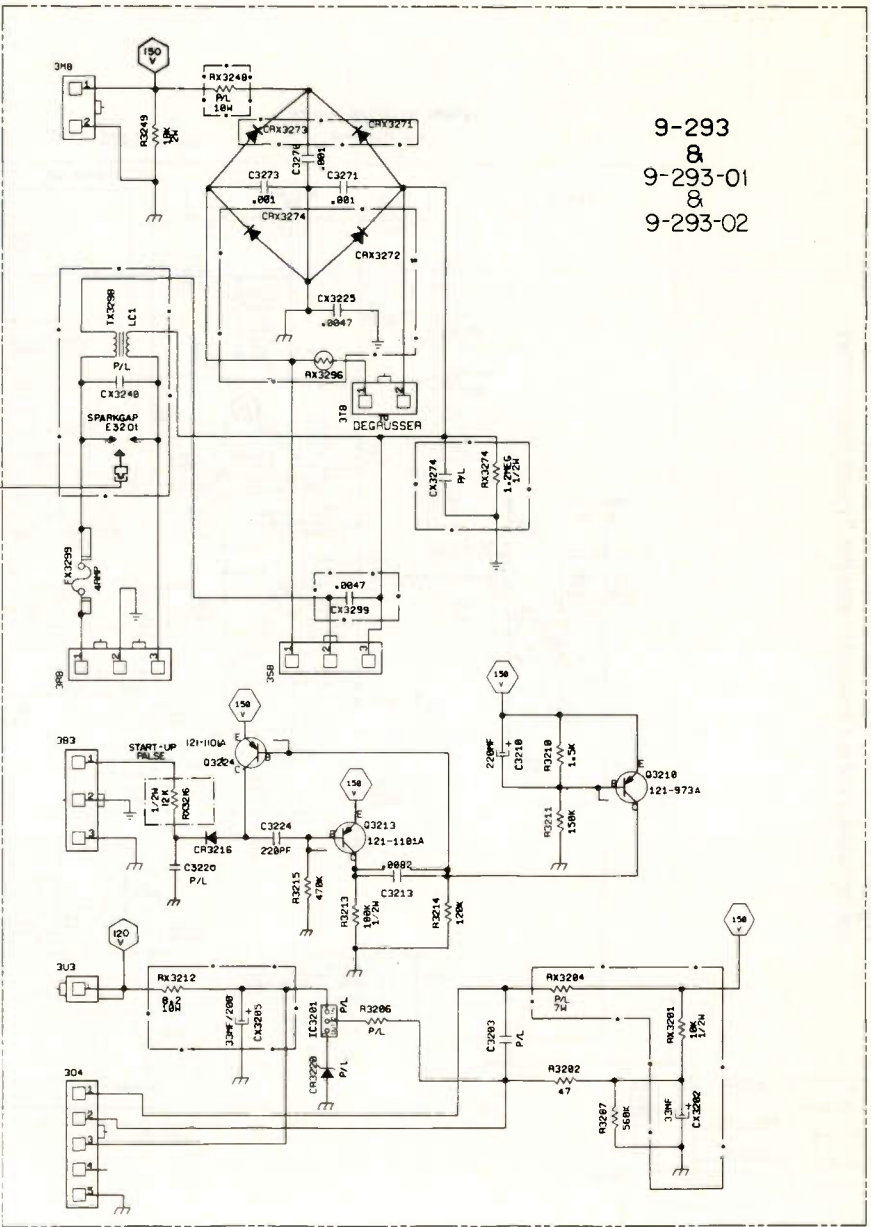 9-293
&
9-293-01
&
9-293-02
3M8
1
2
150
V
R3249
18K
2W
RX3248
P/L
10W
CRX3273
CRX3271
C3270
.001
C3273
.001
C3271
.001
CRX3274
CRX3272
CX3225
.0047
RX3296
1
2
3T8
TO
DEGAUSSER
TX3298
LC1
P/L
CX3240
SPARKGAP
E3201
CX3274
P/L
RX3274
1.2MEG
1/2W
FX3299
4AMP
.0047
CX3299
3R8
1
2
3
3S8
1
2
3
3B3
1
2
3
START-UP
PULSE
1/2W
12K
RX3216
121-1101A
Q3224
150
V
E
B
C
CR3216
C3220
P/L
C3224
220PF
R3215
470K
150
V
E
B
C
Q3213
121-1101A
.0082
C3213
R3213
100K
1/2W
R3214
120K
150
V
220MF
+
C3210
R3210
1.5K
R3211
150K
E
B
C
Q3210
121-973A
120
V
3U3
RX3212
8.2
10W
33MF/200
+
CX3205
IC3201
P/L
R3206
P/L
CR3220
P/L
C3203
P/L
RX3204
P/L
7W
RX3201
10K
1/2W
150
V
R3202
47
R3207
560K
33MF
+
CX3202
3O4
1
2
3
4
5